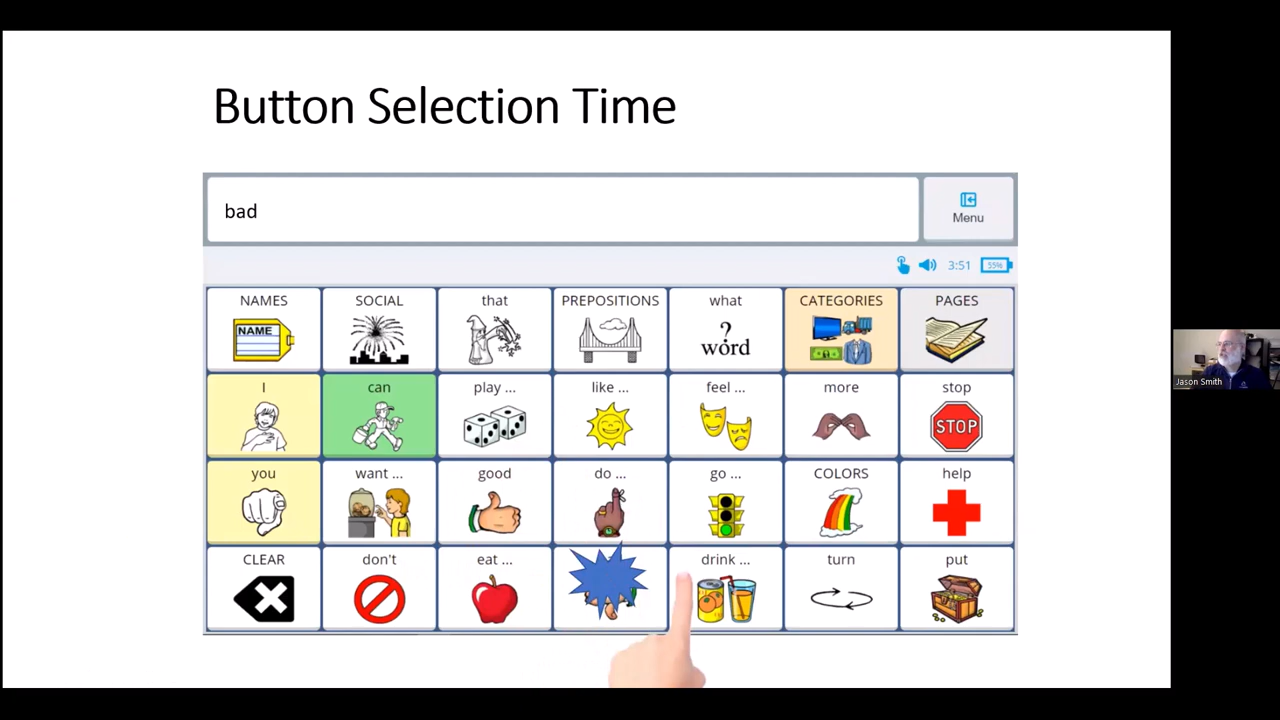 Button Selection Time
bad
Menu
3:51 55%
NAMES SOCIAL that PREPOSITIONS what CATEGORIES PAGES
NAME ? word
I can play ... like ... feel ... more stop
STOP
you want ... good do ... go ... COLORS help
CLEAR don't eat ... drink ... turn put
Jason Smith